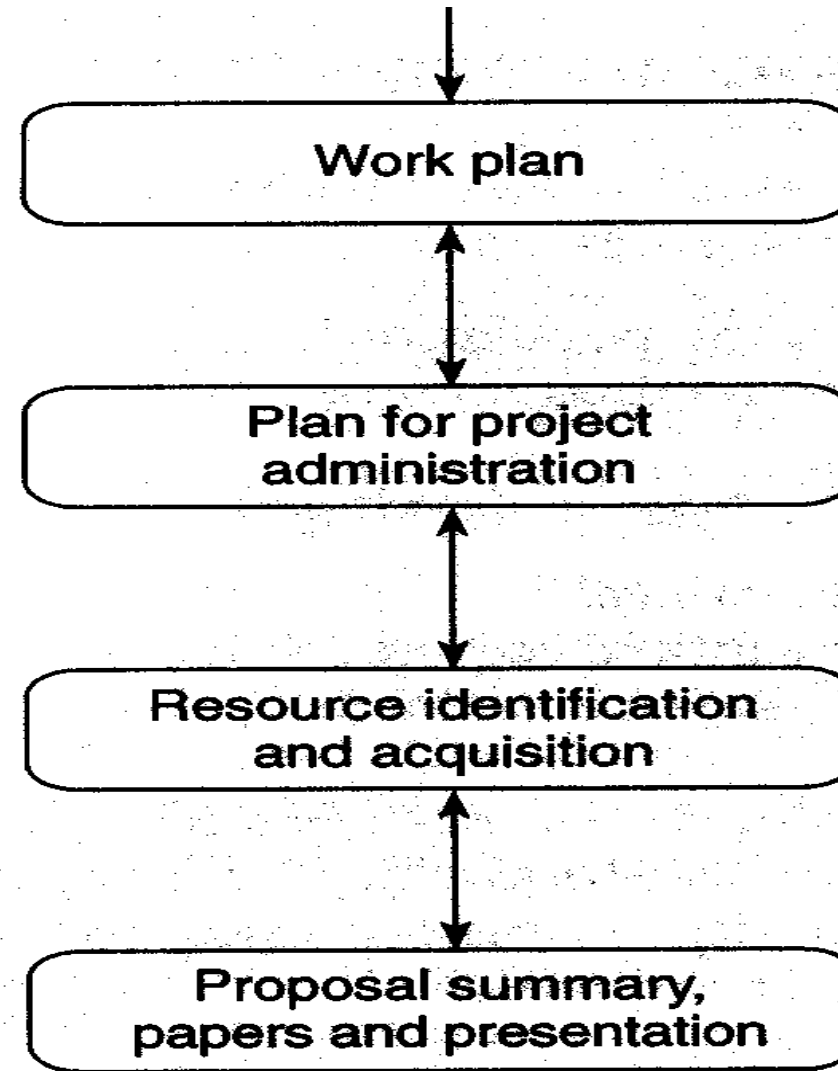 Work plan
Plan for project
administration
Resource identification
and acquisition
Proposal summary,
papers and presentation